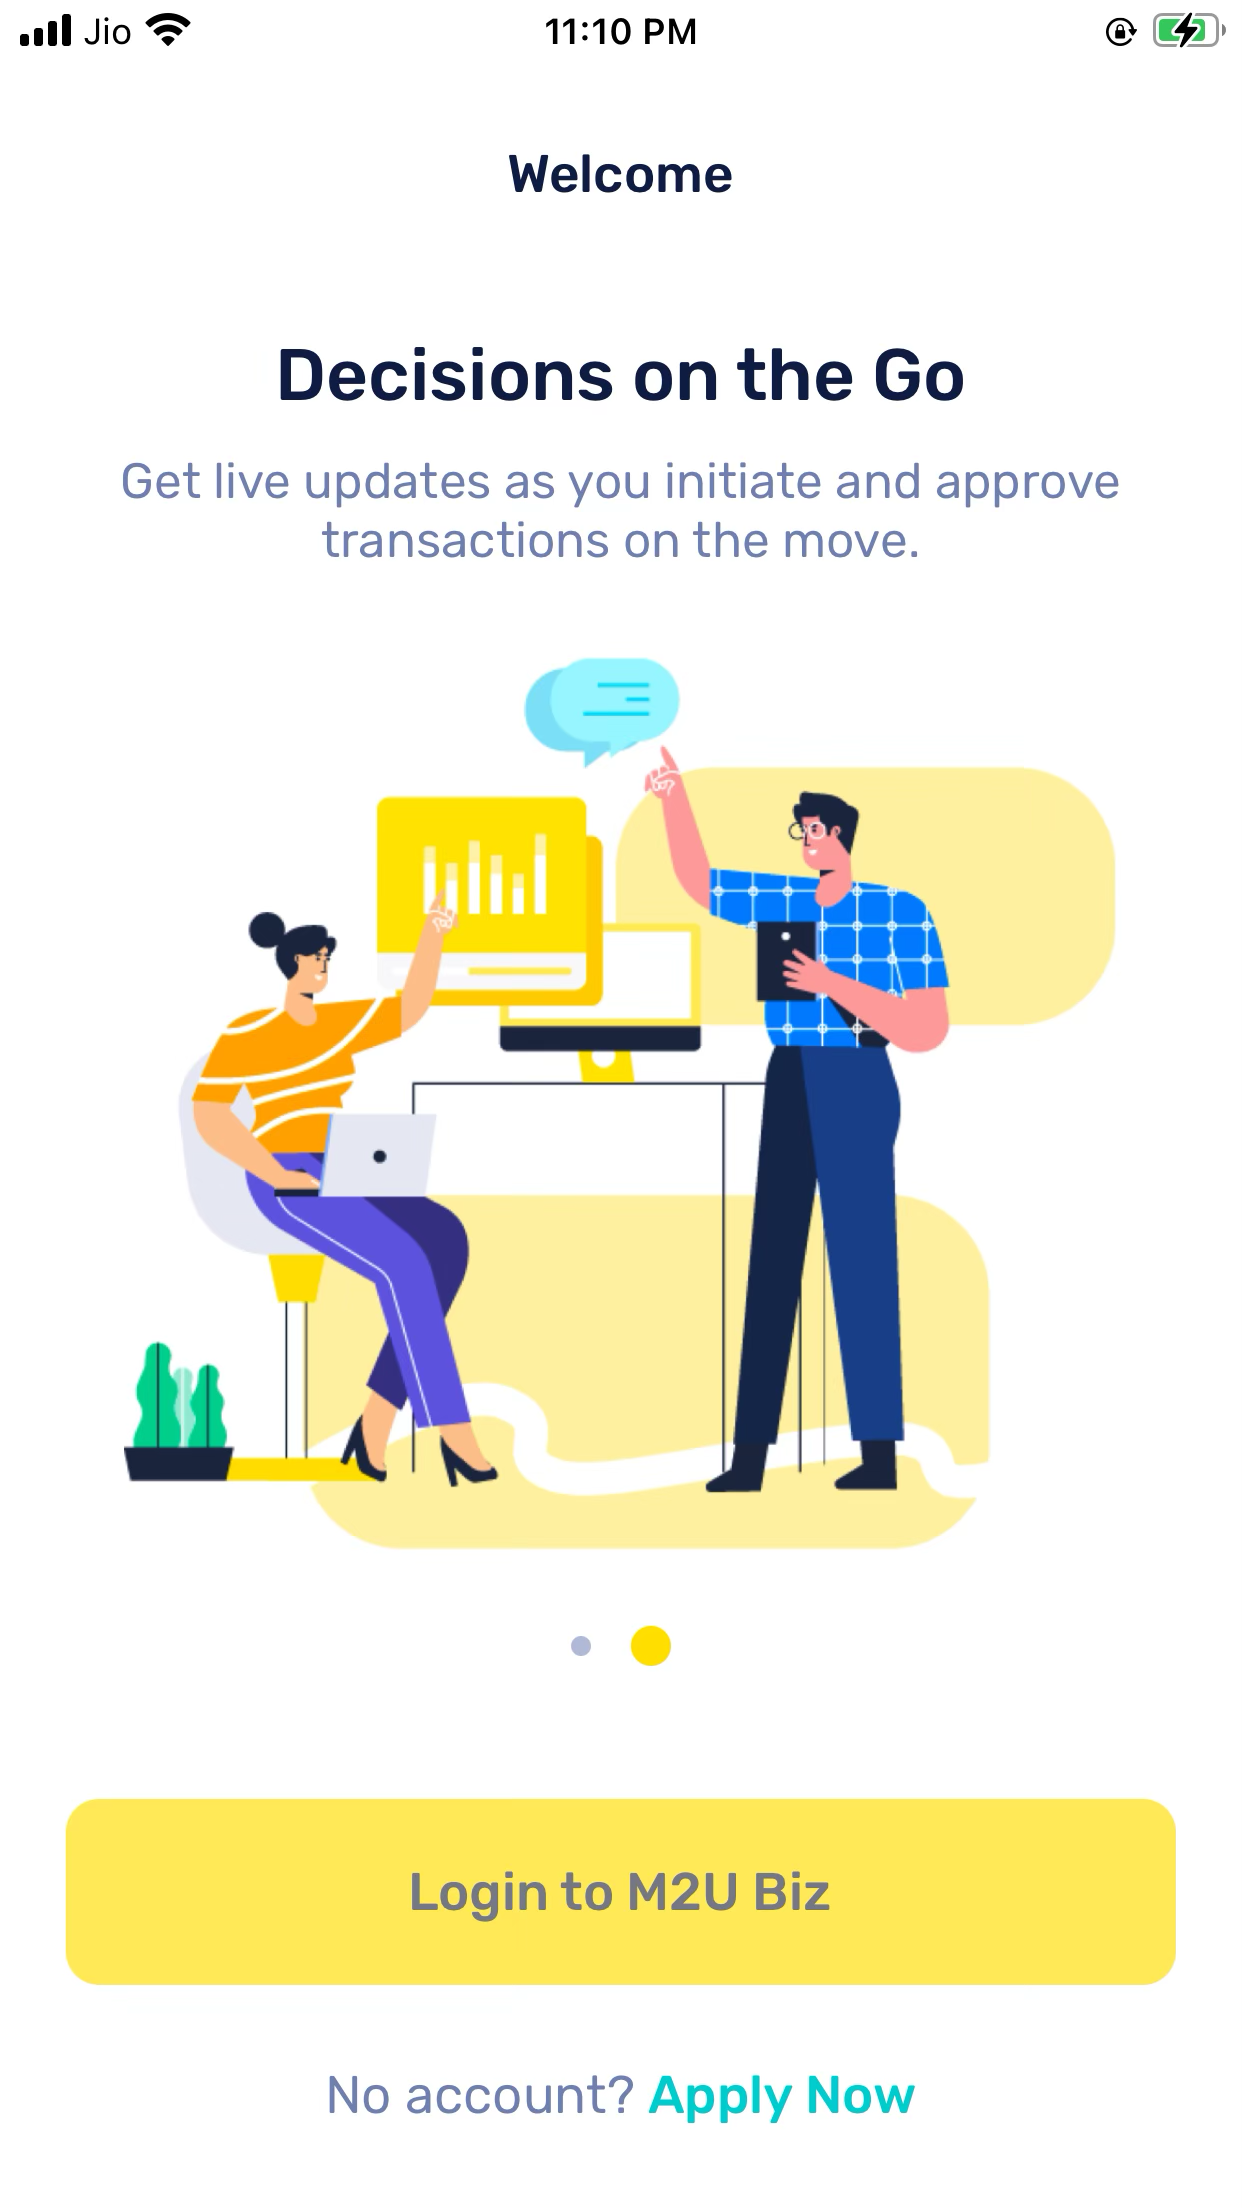 Jio 11:10 PM
Welcome
Decisions on the Go
Get live updates as you initiate and approve
transactions on the move.
Login to M2U Biz
No account? Apply Now